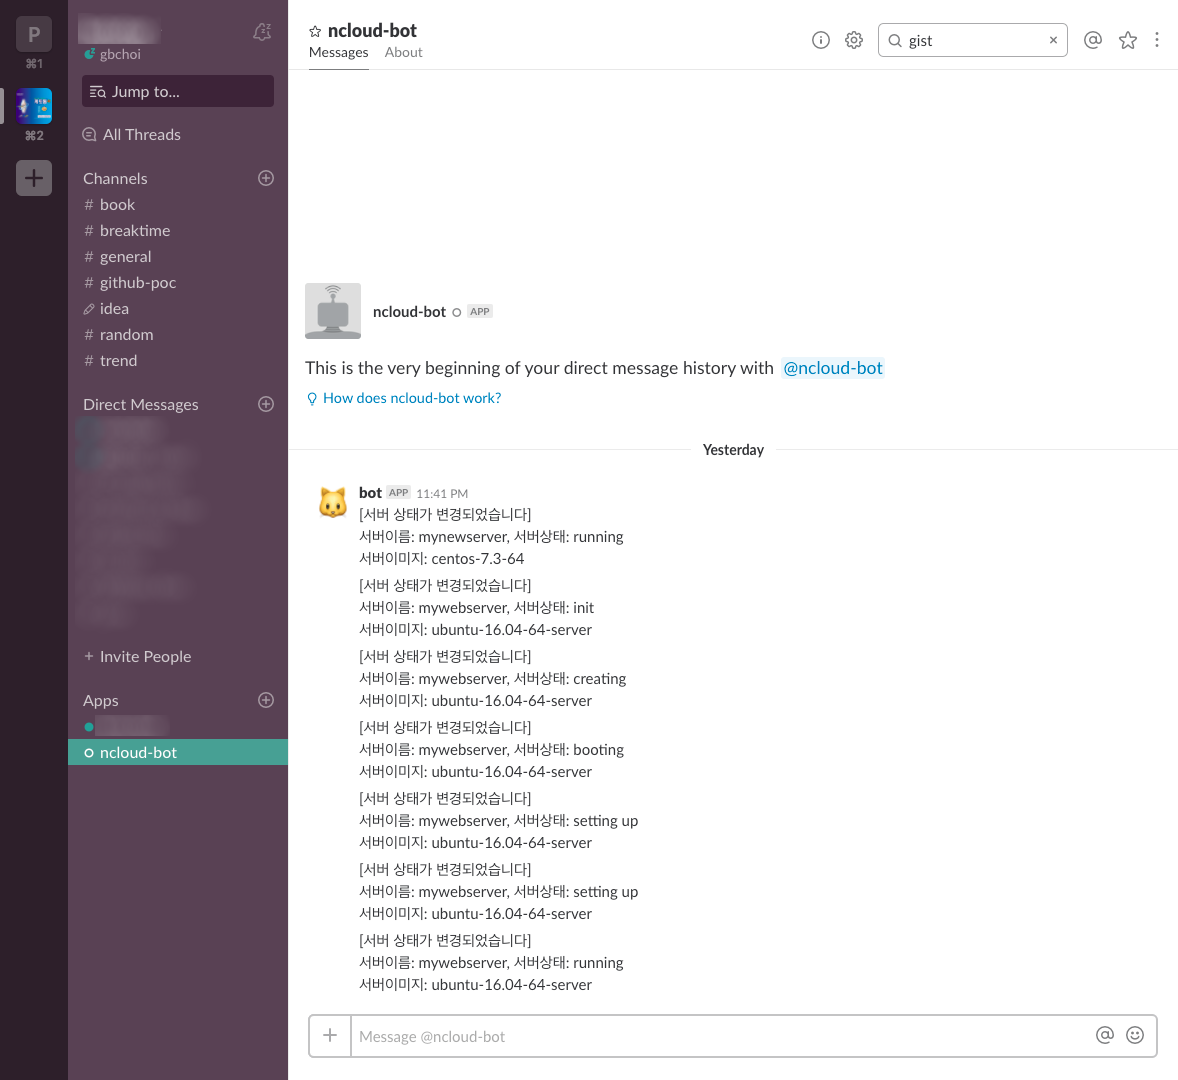 P
⌘1
⌘2
gbchoi
Jump to...
All Threads
Channels
# book
# breaktime
# general
# github-poc
idea
# random
# trend
Direct Messages
+ Invite People
Apps
ncloud-bot
ncloud-bot
Messages About
gist
ncloud-bot APP
This is the very beginning of your direct message history with @ncloud-bot
How does ncloud-bot work?
Yesterday
bot APP 11:41 PM
[서버 상태가 변경되었습니다]
서버이름: mynewserver, 서버상태: running
서버이미지: centos-7.3-64
[서버 상태가 변경되었습니다]
서버이름: mywebserver, 서버상태: init
서버이미지: ubuntu-16.04-64-server
[서버 상태가 변경되었습니다]
서버이름: mywebserver, 서버상태: creating
서버이미지: ubuntu-16.04-64-server
[서버 상태가 변경되었습니다]
서버이름: mywebserver, 서버상태: booting
서버이미지: ubuntu-16.04-64-server
[서버 상태가 변경되었습니다]
서버이름: mywebserver, 서버상태: setting up
서버이미지: ubuntu-16.04-64-server
[서버 상태가 변경되었습니다]
서버이름: mywebserver, 서버상태: setting up
서버이미지: ubuntu-16.04-64-server
[서버 상태가 변경되었습니다]
서버이름: mywebserver, 서버상태: running
서버이미지: ubuntu-16.04-64-server
Message @ncloud-bot